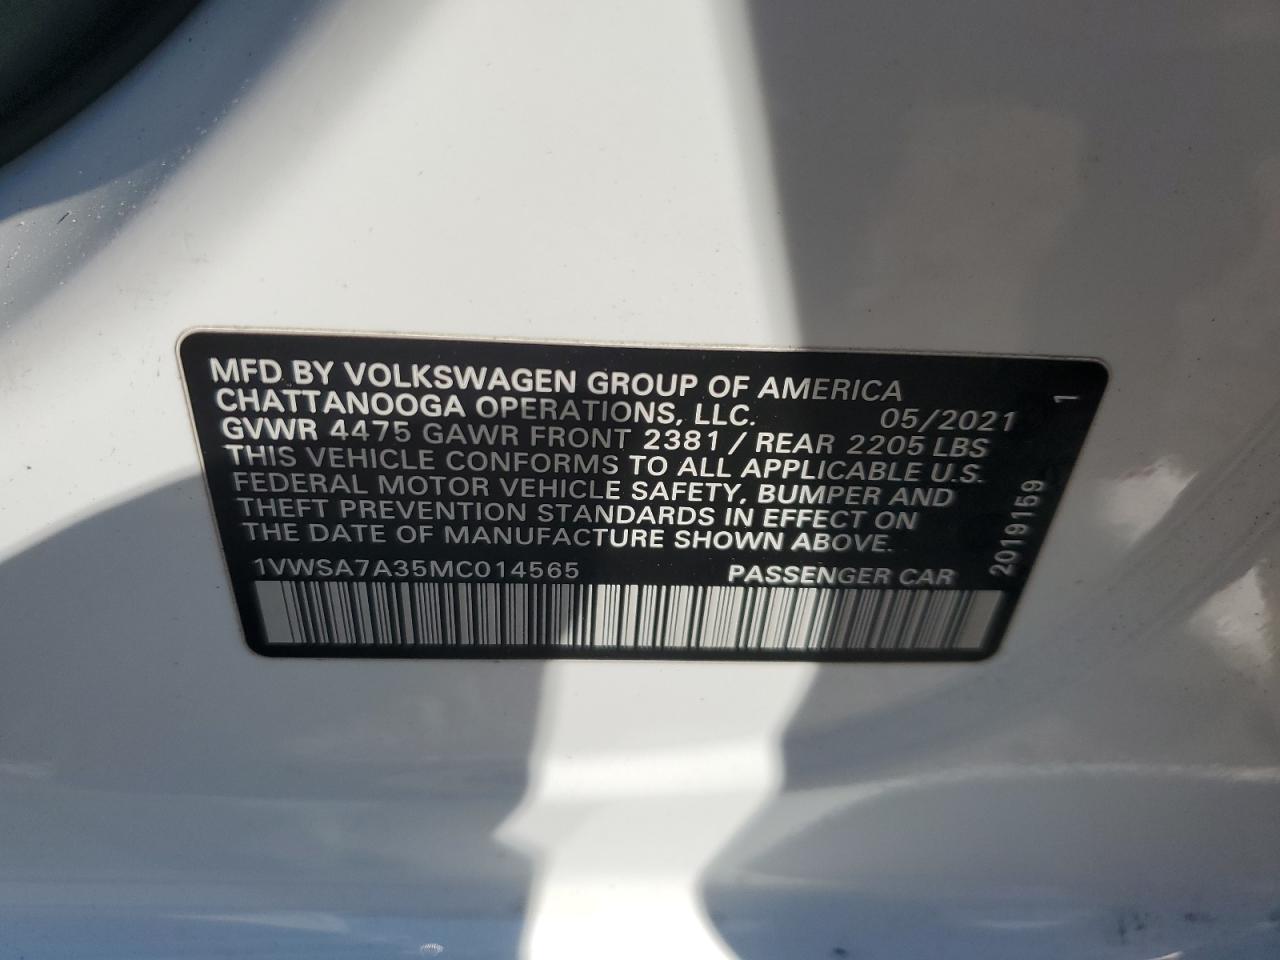 MFD BY VOLKSWAGEN GROUP OF AMERICA
CHATTANOOGA OPERATIONS, LLC. 05/2021
GVWR 4475 GAWR FRONT 2381 / REAR 2205 LBS
THIS VEHICLE CONFORMS TO ALL APPLICABLE U.S.
FEDERAL MOTOR VEHICLE SAFETY, BUMPER AND
THEFT PREVENTION STANDARDS IN EFFECT ON
THE DATE OF MANUFACTURE SHOWN ABOVE.
1VWSA7A35MC014565 PASSENGER CAR
2019159 1